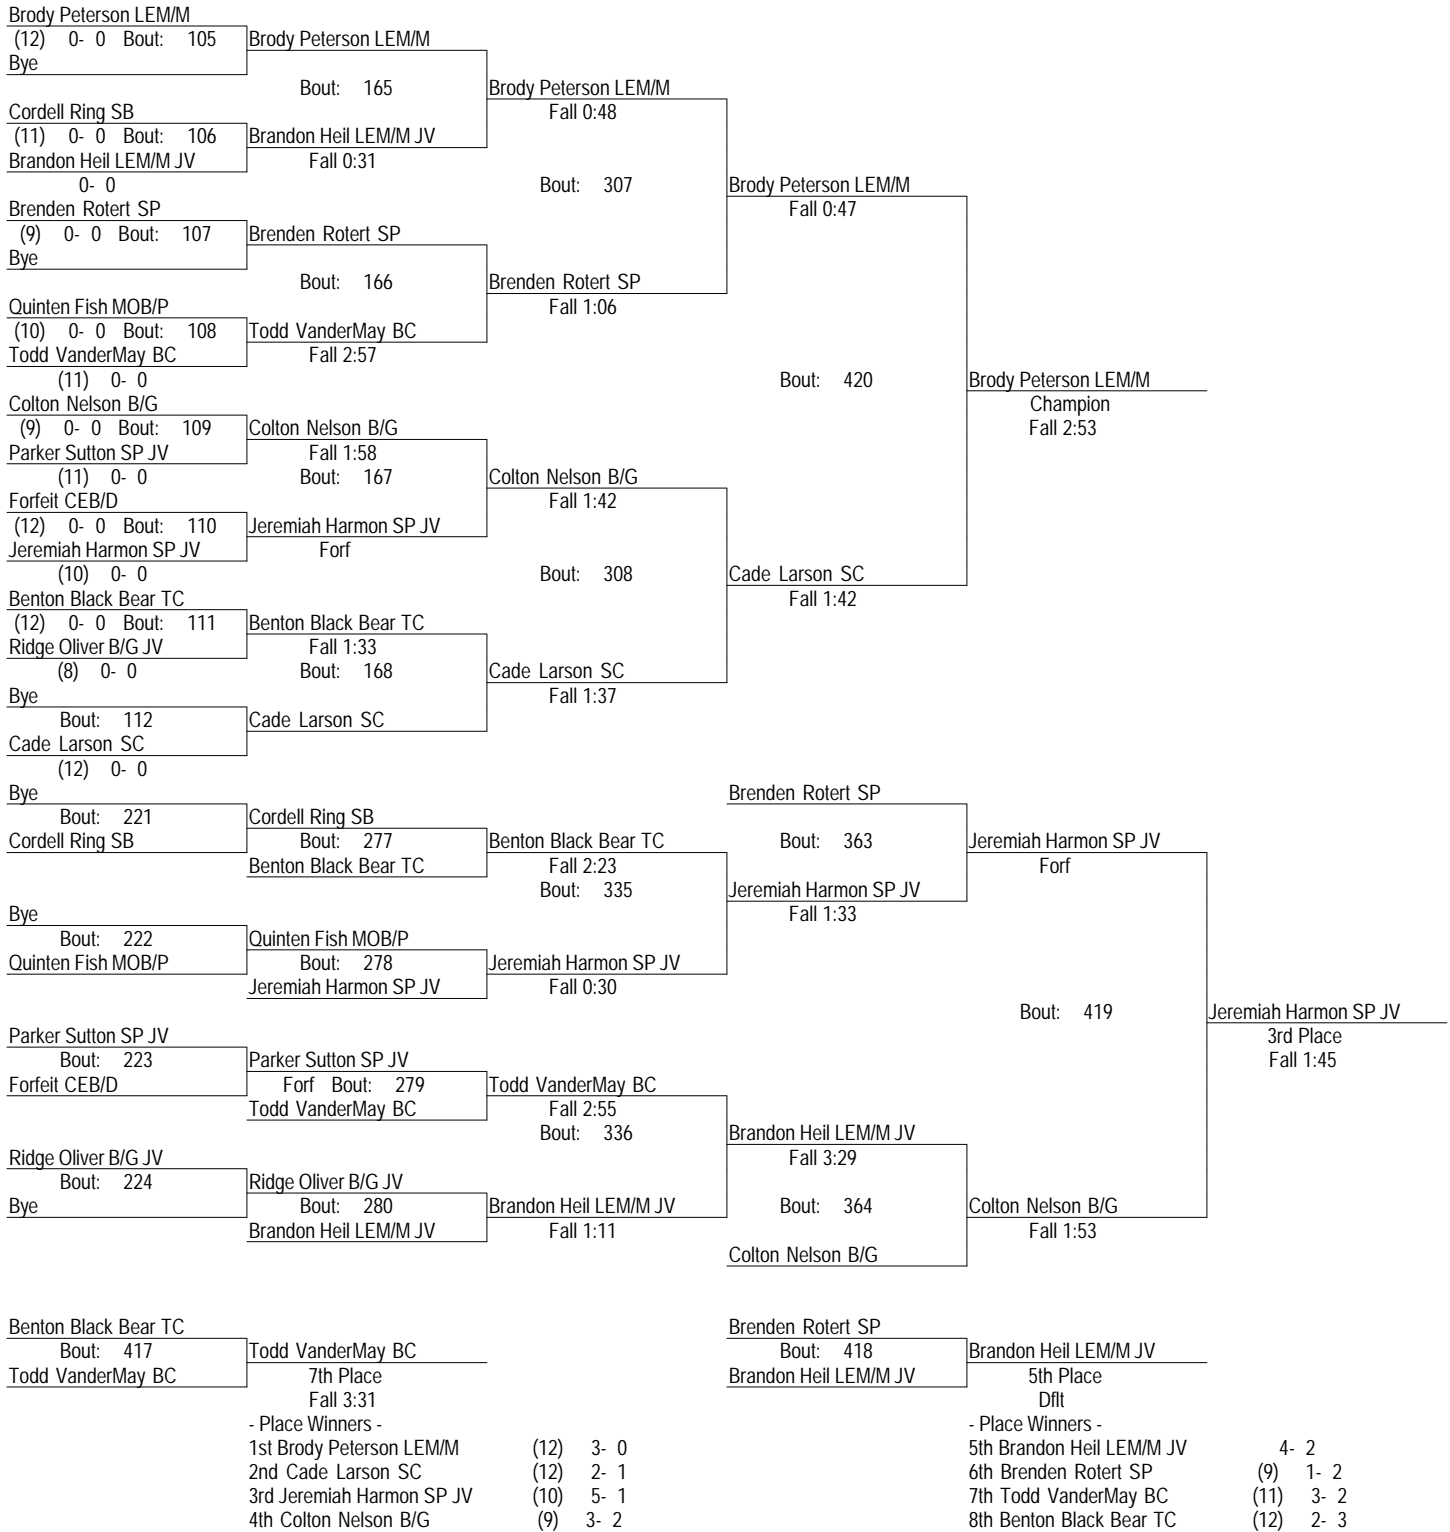 Brody Peterson LEM/M
(12) 0- 0 Bout: 105 Brody Peterson LEM/M
Bye
Bout: 165 Brody Peterson LEM/M
Cordell Ring SB Fall 0:48
(11) 0- 0 Bout: 106 Brandon Heil LEM/M JV
Brandon Heil LEM/M JV Fall 0:31
0- 0 Bout: 307 Brody Peterson LEM/M
Brenden Rotert SP Fall 0:47
(9) 0- 0 Bout: 107 Brenden Rotert SP
Bye
Bout: 166 Brenden Rotert SP
Quinten Fish MOB/P Fall 1:06
(10) 0- 0 Bout: 108 Todd VanderMay BC
Todd VanderMay BC Fall 2:57
(11) 0- 0 Bout: 420 Brody Peterson LEM/M
Colton Nelson B/G Champion
(9) 0- 0 Bout: 109 Colton Nelson B/G Fall 2:53
Parker Sutton SP JV Fall 1:58
(11) 0- 0 Bout: 167 Colton Nelson B/G
Forfeit CEB/D Fall 1:42
(12) 0- 0 Bout: 110 Jeremiah Harmon SP JV
Jeremiah Harmon SP JV Forf
(10) 0- 0 Bout: 308 Cade Larson SC
Benton Black Bear TC Fall 1:42
(12) 0- 0 Bout: 111 Benton Black Bear TC
Ridge Oliver B/G JV Fall 1:33
(8) 0- 0 Bout: 168 Cade Larson SC
Bye Fall 1:37
Bout: 112 Cade Larson SC
Cade Larson SC
(12) 0- 0
Bye Brenden Rotert SP
Bout: 221 Cordell Ring SB
Cordell Ring SB Bout: 277 Benton Black Bear TC Bout: 363 Jeremiah Harmon SP JV
Benton Black Bear TC Fall 2:23 Forf
Bout: 335 Jeremiah Harmon SP JV
Bye Fall 1:33
Bout: 222 Quinten Fish MOB/P
Quinten Fish MOB/P Bout: 278 Jeremiah Harmon SP JV
Jeremiah Harmon SP JV Fall 0:30
Bout: 419 Jeremiah Harmon SP JV
Parker Sutton SP JV 3rd Place
Bout: 223 Parker Sutton SP JV Fall 1:45
Forfeit CEB/D Forf Bout: 279 Todd VanderMay BC
Todd VanderMay BC Fall 2:55
Bout: 336 Brandon Heil LEM/M JV
Ridge Oliver B/G JV Fall 3:29
Bout: 224 Ridge Oliver B/G JV
Bye Bout: 280 Brandon Heil LEM/M JV Bout: 364 Colton Nelson B/G
Brandon Heil LEM/M JV Fall 1:11 Fall 1:53
Colton Nelson B/G
Benton Black Bear TC Brenden Rotert SP
Bout: 417 Todd VanderMay BC Bout: 418 Brandon Heil LEM/M JV
Todd VanderMay BC 7th Place Brandon Heil LEM/M JV 5th Place
Fall 3:31 Dflt
- Place Winners - - Place Winners -
1st Brody Peterson LEM/M (12) 3- 0 5th Brandon Heil LEM/M JV 4- 2
2nd Cade Larson SC (12) 2- 1 6th Brenden Rotert SP (9) 1- 2
3rd Jeremiah Harmon SP JV (10) 5- 1 7th Todd VanderMay BC (11) 3- 2
4th Colton Nelson B/G (9) 3- 2 8th Benton Black Bear TC (12) 2- 3